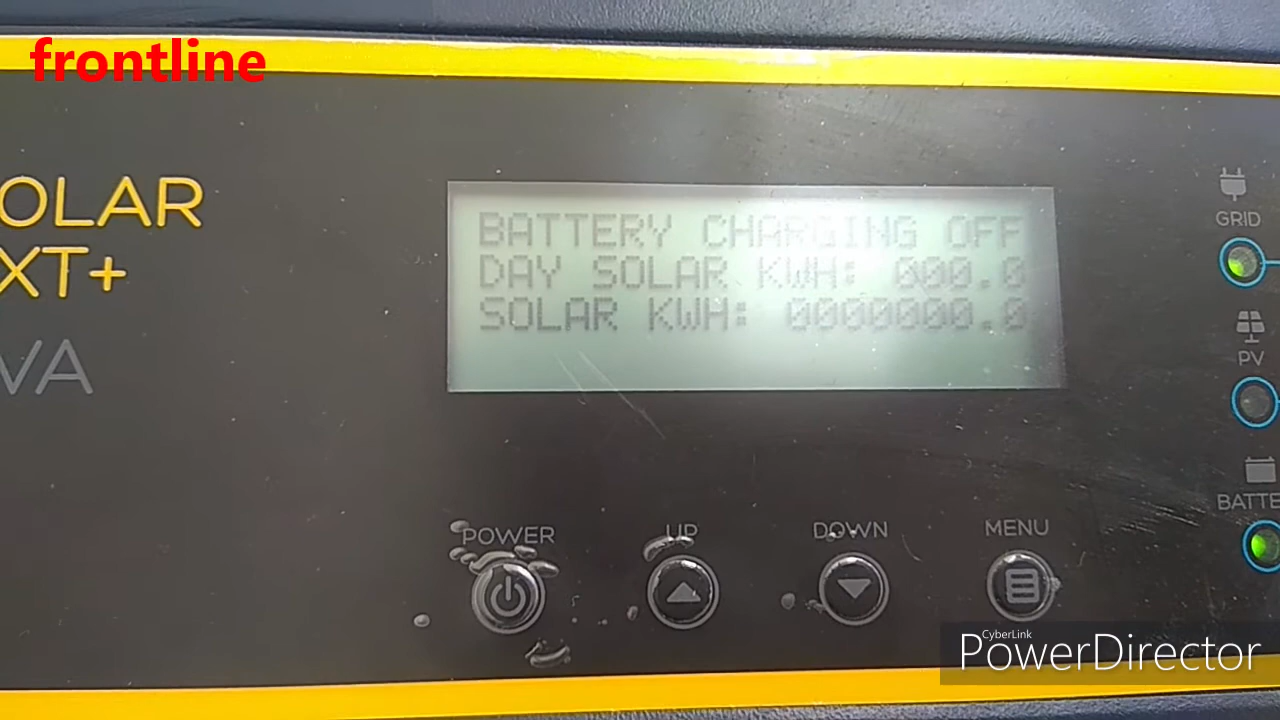 frontline
OLAR
XT+
VA
BATTERY CHARGING OFF
DAY SOLAR KWH: 000.0
SOLAR KWH: 0000000.0
GRID
PV
BATTE
POWER
UP
DOWN
MENU
CyberLink
PowerDirector